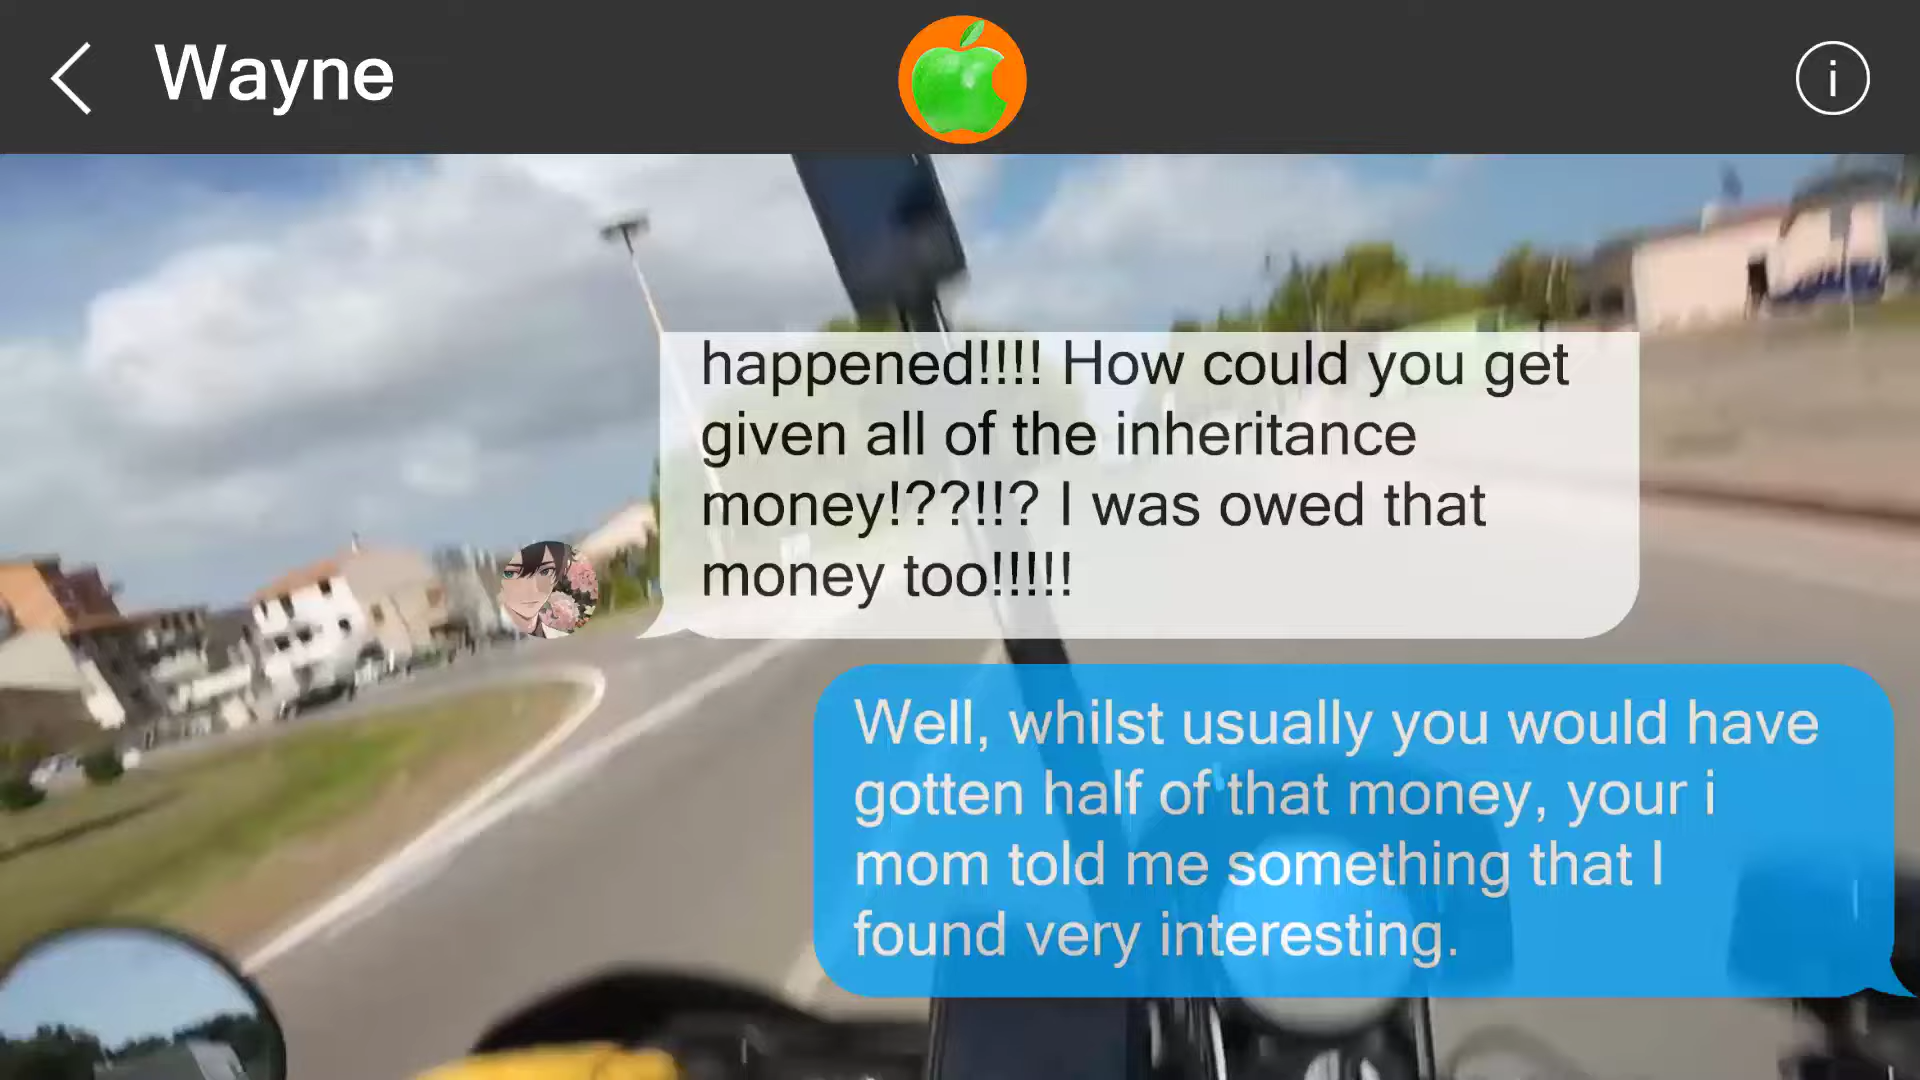 Wayne
i
happened!!!! How could you get
given all of the inheritance
money!??!!? I was owed that
money too!!!!!
Well, whilst usually you would have
gotten half of that money, your i
mom told me something that I
found very interesting.